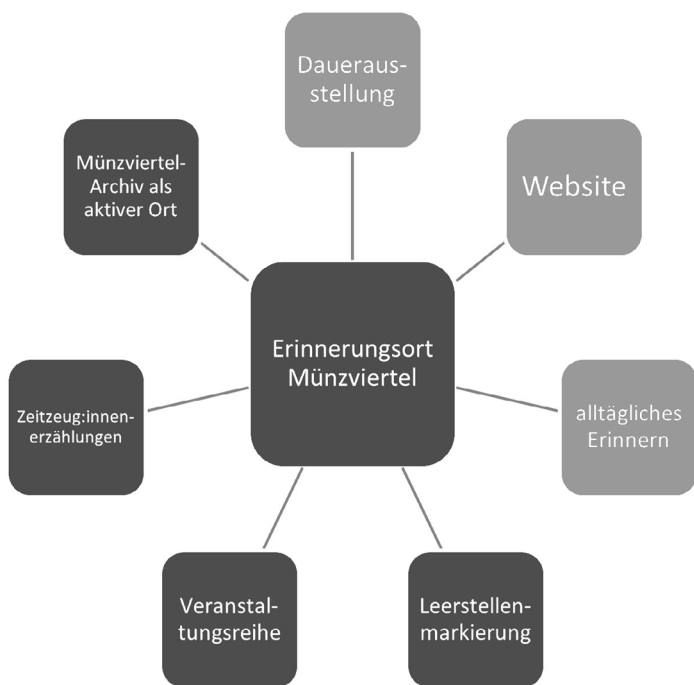 Daueraus-
stellung
Münzviertel-
Archiv als
aktiver Ort
Website
Erinnerungsort
Münzviertel
Zeitzeug:innen-
erzählungen
alltägliches
Erinnern
Veranstal-
tungsreihe
Leerstellen-
markierung